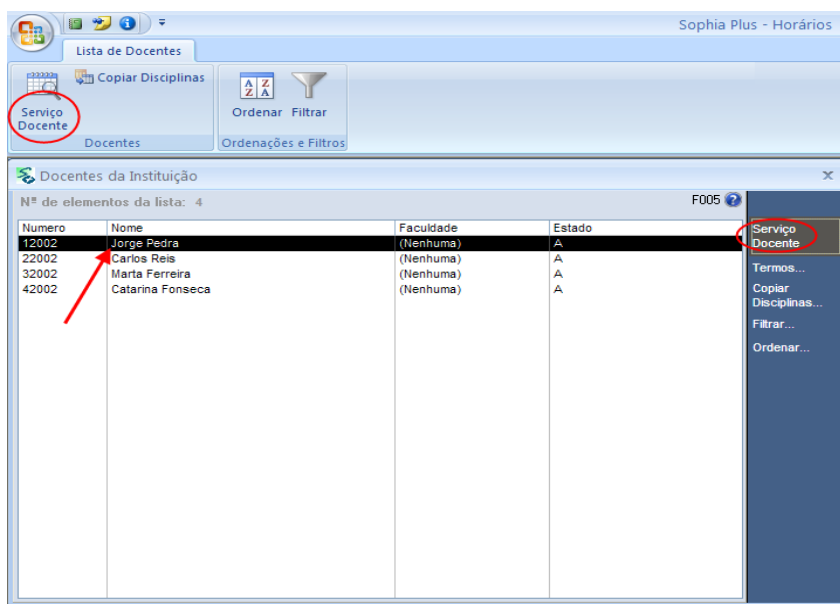 Sophia Plus - Horários
Lista de Docentes
Copiar Disciplinas
Serviço
Docente
Ordenar Filtrar
Docentes
Ordenações e Filtros
Docentes da Instituição
Nº de elementos da lista: 4
F005
Numero Nome Faculdade Estado
12002 Jorge Pedra (Nenhuma) A
22002 Carlos Reis (Nenhuma) A
32002 Marta Ferreira (Nenhuma) A
42002 Catarina Fonseca (Nenhuma) A
Serviço
Docente
Termos...
Copiar
Disciplinas...
Filtrar...
Ordenar...